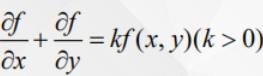 ∂f/∂x + ∂f/∂y = kf(x, y)(k > 0)